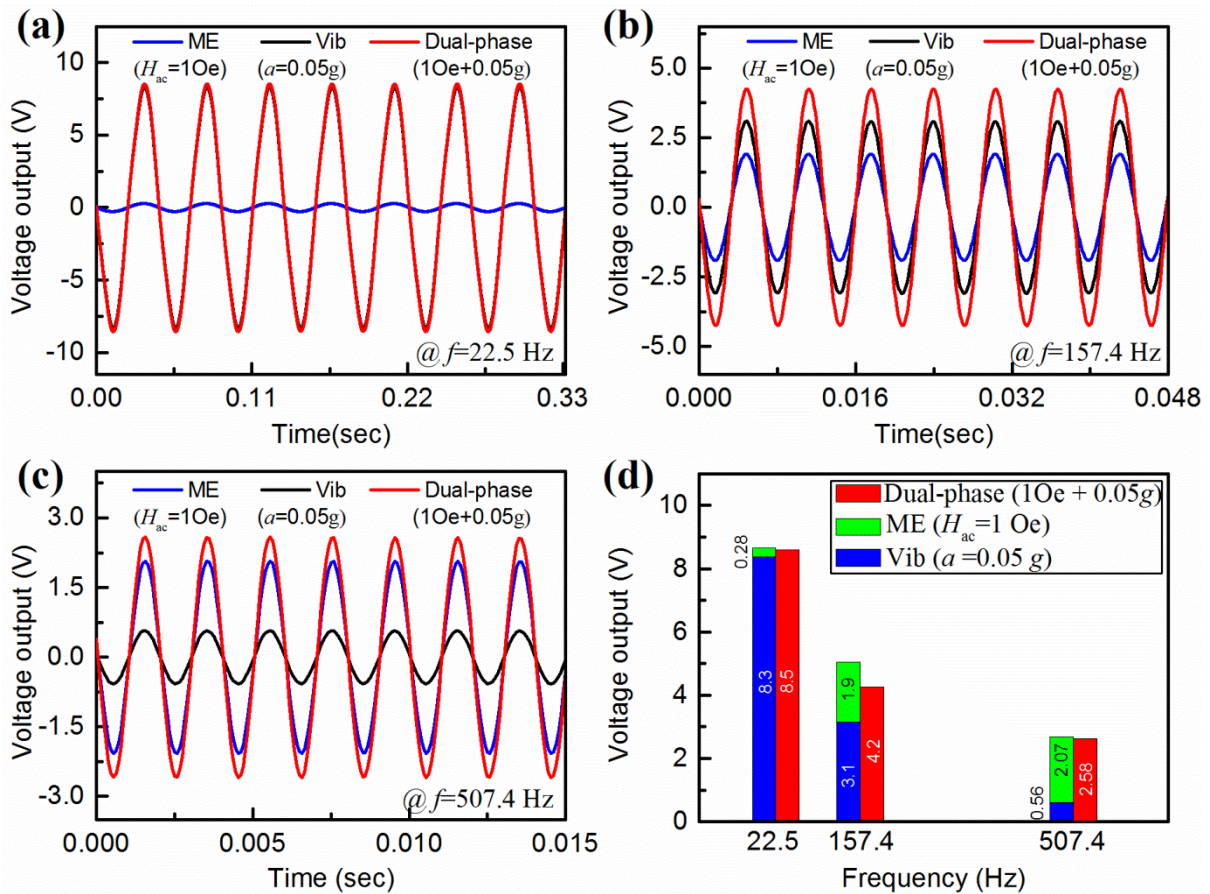 (a)
ME Vib Dual-phase
(Hac=1Oe) (a=0.05g) (1Oe+0.05g)
Voltage output (V)
10
5
0
-5
-10
@ f=22.5 Hz
0.00 0.11 0.22 0.33
Time(sec)
(b)
ME Vib Dual-phase
(Hac=1Oe) (a=0.05g) (1Oe+0.05g)
Voltage output (V)
5.0
2.5
0.0
-2.5
-5.0
@ f=157.4 Hz
0.000 0.016 0.032 0.048
Time(sec)
(c)
ME Vib Dual-phase
(Hac=1Oe) (a=0.05g) (1Oe+0.05g)
Voltage output (V)
3.0
1.5
0.0
-1.5
-3.0
@ f=507.4 Hz
0.000 0.005 0.010 0.015
Time (sec)
(d)
Dual-phase (1Oe + 0.05g)
ME (Hac=1 Oe)
Vib (a =0.05 g)
Voltage output (V)
10
8
6
4
2
0
0.28
8.3
8.5
1.9
3.1
4.2
0.56
2.07
2.58
22.5 157.4 507.4
Frequency (Hz)